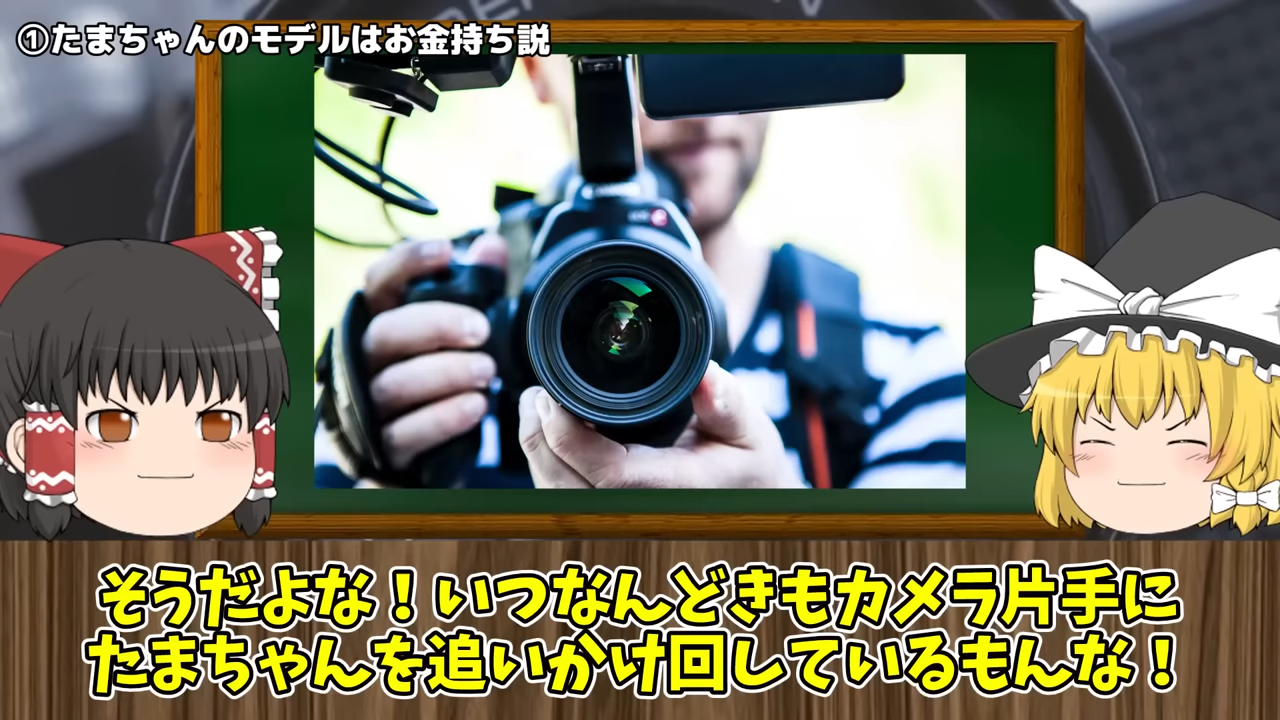 ①たまちゃんのモデルはお金持ち説
そうだよな！いつなんどきもカメラ片手に
たまちゃんを追いかけ回しているもんな！